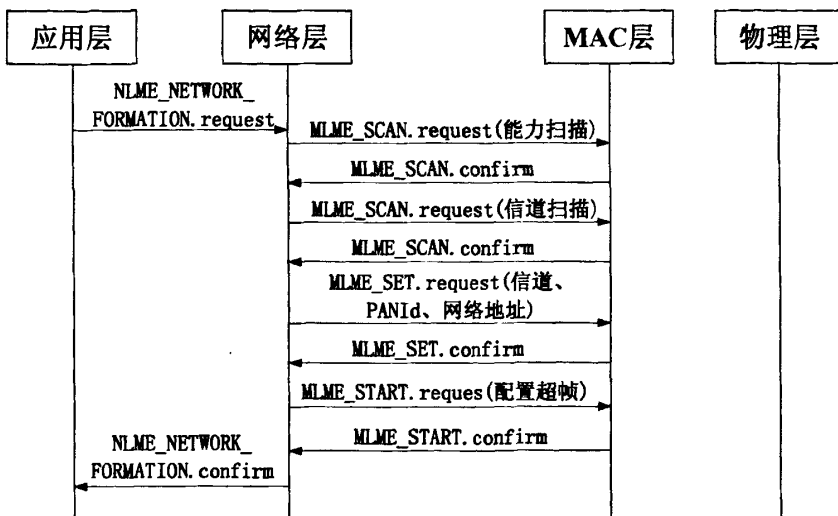 应用层
网络层
MAC层
物理层
NLME_NETWORK_
FORMATION.request
MLME_SCAN.request(能力扫描)
MLME_SCAN.confirm
MLME_SCAN.request(信道扫描)
MLME_SCAN.confirm
MLME_SET.request(信道、
PANId、网络地址)
MLME_SET.confirm
MLME_START.reques(配置超帧)
MLME_START.confirm
NLME_NETWORK_
FORMATION.confirm